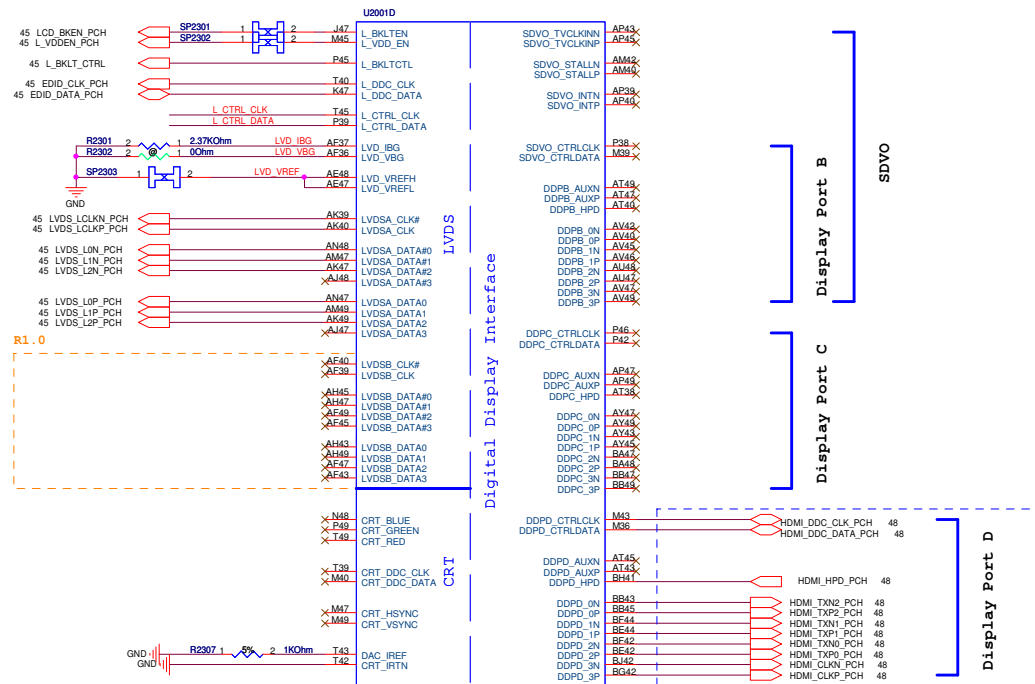 U2001D
45 LCD_BKEN_PCH SP2301 1 2 J47 L_BKLTEN
45 L_VDDEN_PCH SP2302 1 2 M45 L_VDD_EN
45 L_BKLT_CTRL P45 L_BKLTCTL
45 EDID_CLK_PCH T40 L_DDC_CLK
45 EDID_DATA_PCH K47 L_DDC_DATA
L_CTRL_CLK T45 L_CTRL_CLK
L_CTRL_DATA P39 L_CTRL_DATA
R2301 2 1 2.37KOhm LVD_IBG AF37 LVD_IBG
R2302 2 @ 1 0Ohm LVD_VBG AF36 LVD_VBG
SP2303 1 2 LVD_VREF AE48 LVD_VREFH
AE47 LVD_VREFL
GND
45 LVDS_LCLKN_PCH AK39 LVDSA_CLK#
45 LVDS_LCLKP_PCH AK40 LVDSA_CLK
45 LVDS_L0N_PCH AN48 LVDSA_DATA#0
45 LVDS_L1N_PCH AM47 LVDSA_DATA#1
45 LVDS_L2N_PCH AK47 LVDSA_DATA#2
AJ48 LVDSA_DATA#3
45 LVDS_L0P_PCH AN47 LVDSA_DATA0
45 LVDS_L1P_PCH AM49 LVDSA_DATA1
45 LVDS_L2P_PCH AK49 LVDSA_DATA2
AJ47 LVDSA_DATA3
R1.0
AF40 LVDSB_CLK#
AF39 LVDSB_CLK
AH45 LVDSB_DATA#0
AH47 LVDSB_DATA#1
AF49 LVDSB_DATA#2
AF45 LVDSB_DATA#3
AH43 LVDSB_DATA0
AH49 LVDSB_DATA1
AF47 LVDSB_DATA2
AF43 LVDSB_DATA3
N48 CRT_BLUE
P49 CRT_GREEN
T49 CRT_RED
T39 CRT_DDC_CLK
M40 CRT_DDC_DATA
M47 CRT_HSYNC
M49 CRT_VSYNC
GND R2307 1 5% 2 1KOhm T43 DAC_IREF
GND T42 CRT_IRTN
LVDS
CRT
Digital Display Interface
SDVO_TVCLKINN AP43
SDVO_TVCLKINP AP45
SDVO_STALLN AM42
SDVO_STALLP AM40
SDVO_INTN AP39
SDVO_INTP AP40
SDVO_CTRLCLK P38
SDVO_CTRLDATA M39
DDPB_AUXN AT49
DDPB_AUXP AT47
DDPB_HPD AT40
DDPB_0N AV42
DDPB_0P AV40
DDPB_1N AV45
DDPB_1P AV46
DDPB_2N AU48
DDPB_2P AU47
DDPB_3N AV47
DDPB_3P AV49
Display Port B
SDVO
DDPC_CTRLCLK P46
DDPC_CTRLDATA P42
DDPC_AUXN AP47
DDPC_AUXP AP49
DDPC_HPD AT38
DDPC_0N AY47
DDPC_0P AY49
DDPC_1N AY43
DDPC_1P AY45
DDPC_2N BA47
DDPC_2P BA48
DDPC_3N BB47
DDPC_3P BB49
Display Port C
DDPD_CTRLCLK M43 HDMI_DDC_CLK_PCH 48
DDPD_CTRLDATA M36 HDMI_DDC_DATA_PCH 48
DDPD_AUXN AT45
DDPD_AUXP AT43
DDPD_HPD BH41 HDMI_HPD_PCH 48
DDPD_0N BB43 HDMI_TXN2_PCH 48
DDPD_0P BB45 HDMI_TXP2_PCH 48
DDPD_1N BF44 HDMI_TXN1_PCH 48
DDPD_1P BE44 HDMI_TXP1_PCH 48
DDPD_2N BF42 HDMI_TXN0_PCH 48
DDPD_2P BE42 HDMI_TXP0_PCH 48
DDPD_3N BJ42 HDMI_CLKN_PCH 48
DDPD_3P BG42 HDMI_CLKP_PCH 48
Display Port D